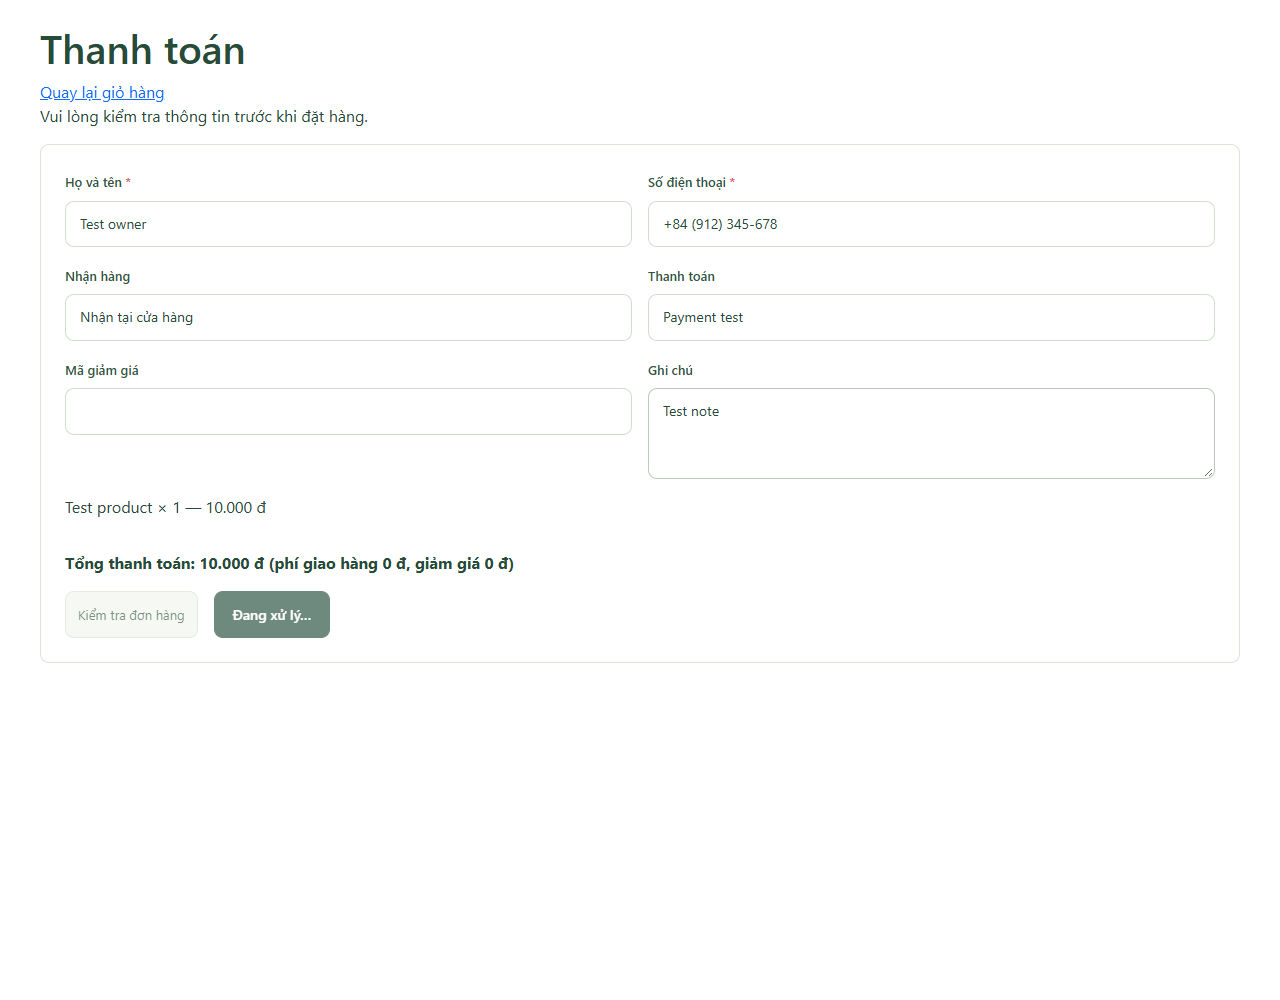 Thanh toán
Quay lại giỏ hàng
Vui lòng kiểm tra thông tin trước khi đặt hàng.
Họ và tên *
Số điện thoại *
Test owner
+84 (912) 345-678
Nhận hàng
Thanh toán
Nhận tại cửa hàng
Payment test
Mã giảm giá
Ghi chú
Test note
Test product × 1 — 10.000 đ
Tổng thanh toán: 10.000 đ (phí giao hàng 0 đ, giảm giá 0 đ)
Kiểm tra đơn hàng
Đang xử lý...